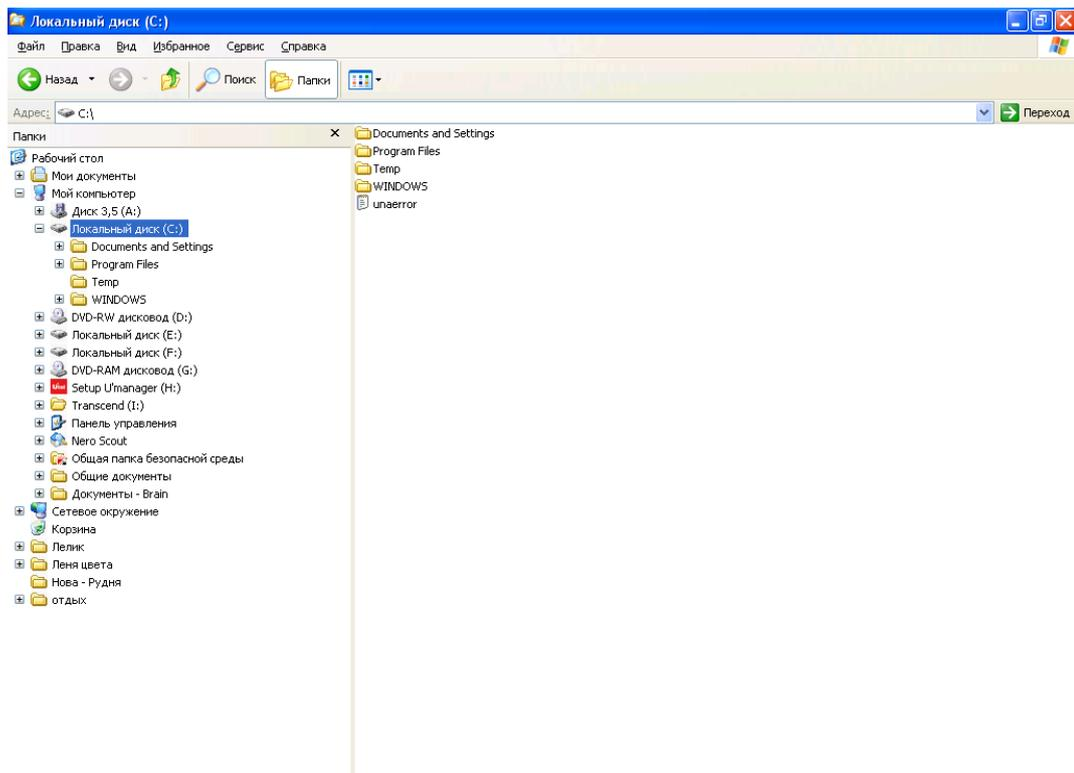 Локальный диск (C:)
Файл Правка Вид Избранное Сервис Справка
Назад Поиск Папки
Адрес: C:\ Переход
Папки
Рабочий стол
Мои документы
Мой компьютер
Диск 3,5 (A:)
Локальный диск (C:)
Documents and Settings
Program Files
Temp
WINDOWS
DVD-RW дисковод (D:)
Локальный диск (E:)
Локальный диск (F:)
DVD-RAM дисковод (G:)
Setup U'manager (H:)
Transcend (I:)
Панель управления
Nero Scout
Общая папка безопасной среды
Общие документы
Документы - Brain
Сетевое окружение
Корзина
Лелик
Леня цвета
Нова - Рудня
отдых
Documents and Settings
Program Files
Temp
WINDOWS
unaerror